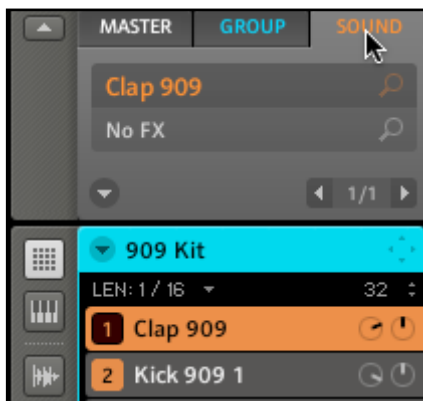 MASTER GROUP SOUND
Clap 909
No FX
1/1
909 Kit
LEN: 1 / 16 32
1 Clap 909
2 Kick 909 1